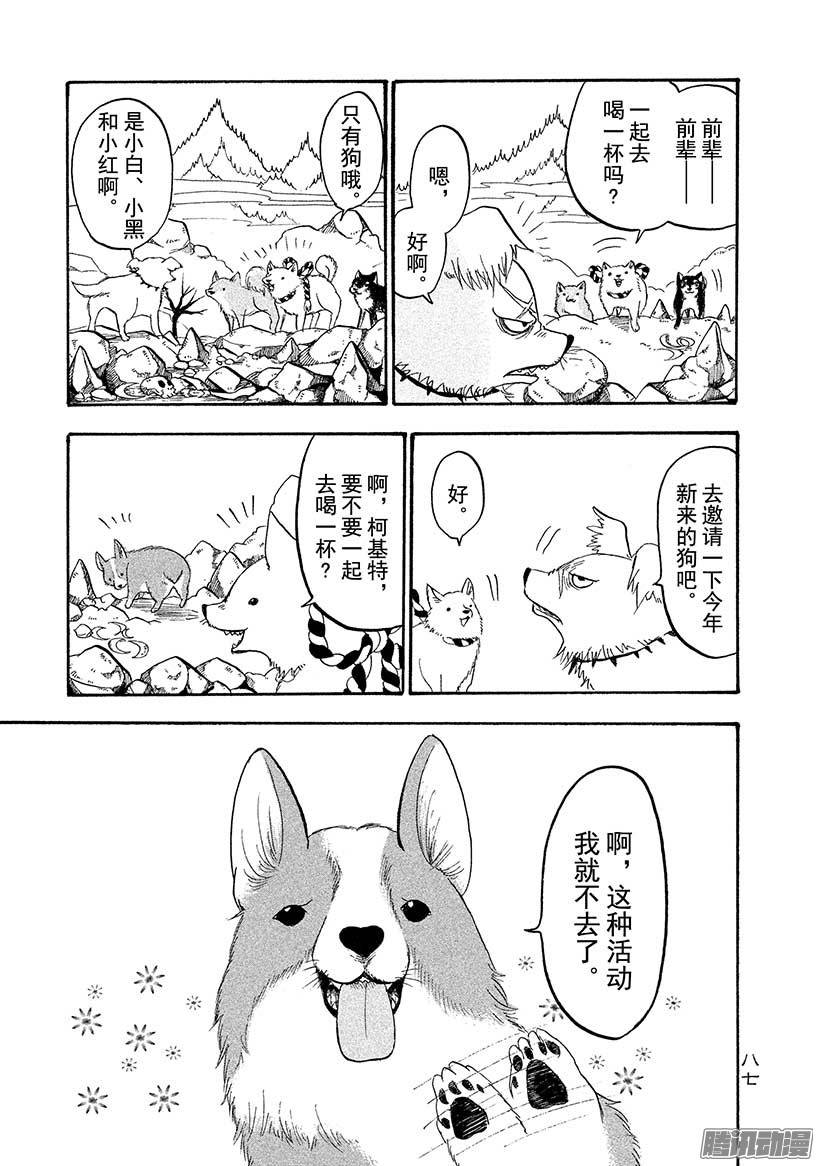 前辈——
前辈——
一起去
喝一杯吗？
嗯，
好啊。
只有狗哦。
是小白、小黑
和小红啊。
去邀请一下今年
新来的狗吧。
好。
啊，柯基特，
要不要一起
去喝一杯？
啊，这种活动
我就不去了。
八七
腾讯动漫